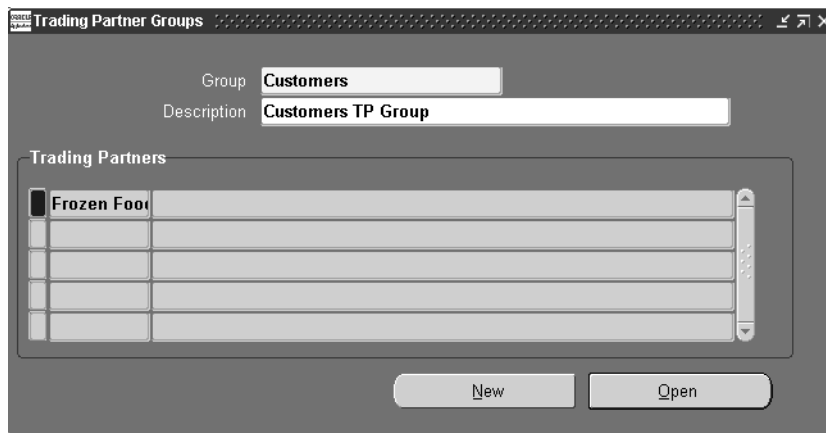 Trading Partner Groups
Group Customers
Description Customers TP Group
Trading Partners
Frozen Foo
New
Open